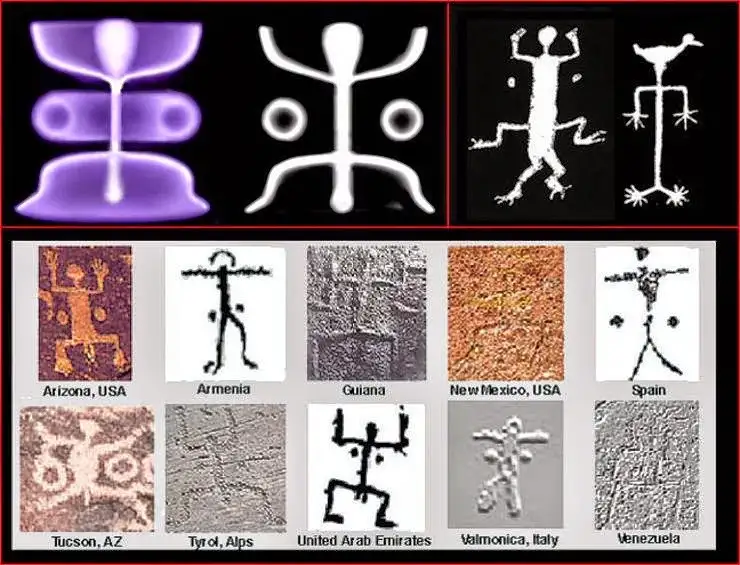 Arizona, USA
Armenia
Guiana
New Mexico, USA
Spain
Tucson, AZ
Tyrol, Alps
United Arab Emirates
Valmonica, Italy
Venezuela